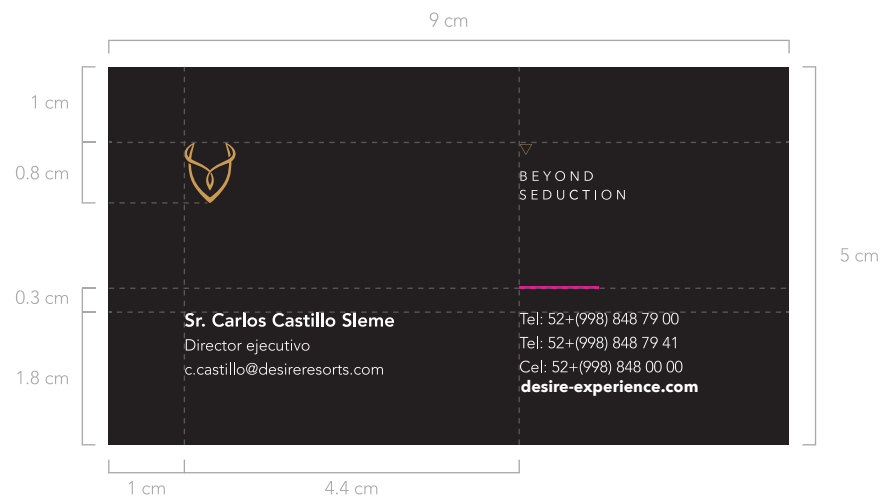 9 cm
1 cm
0.8 cm
BEYOND
SEDUCTION
5 cm
0.3 cm
1.8 cm
Sr. Carlos Castillo Sleme
Director ejecutivo
c.castillo@desireresorts.com
Tel: 52+(998) 848 79 00
Tel: 52+(998) 848 79 41
Cel: 52+(998) 848 00 00
desire-experience.com
1 cm
4.4 cm